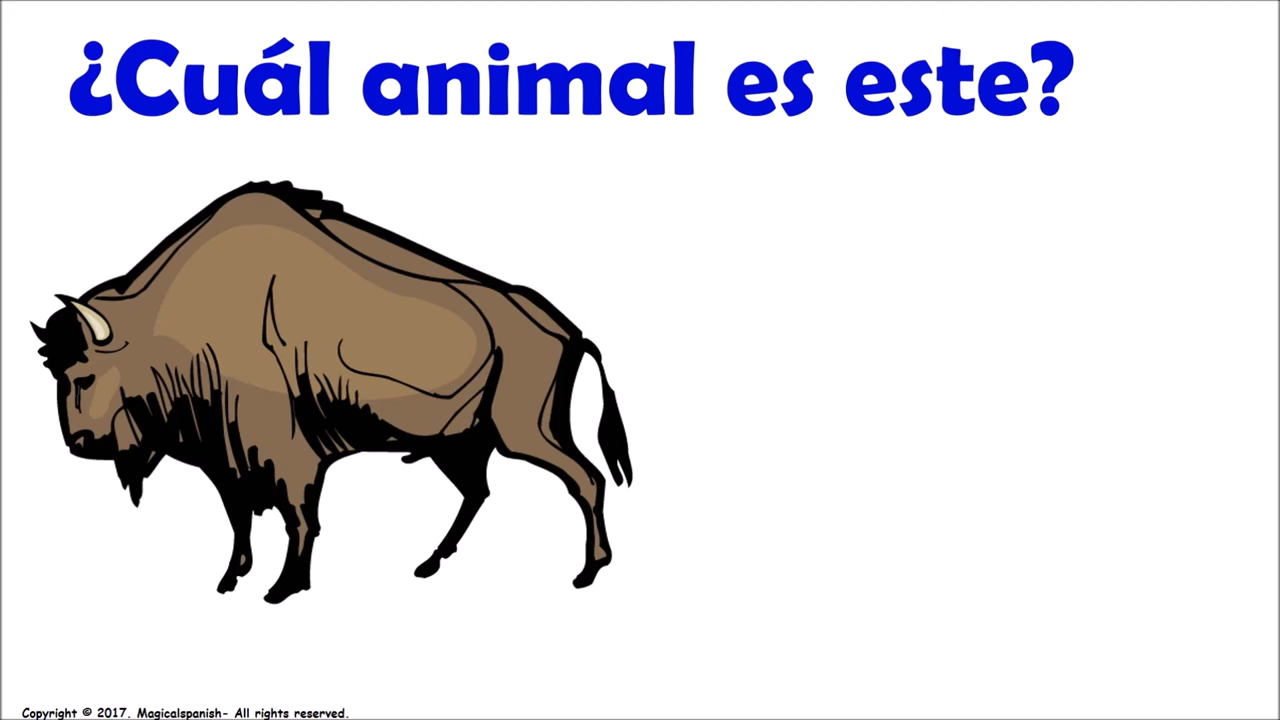 ¿Cuál animal es este?
Copyright © 2017. Magicalspanish- All rights reserved.